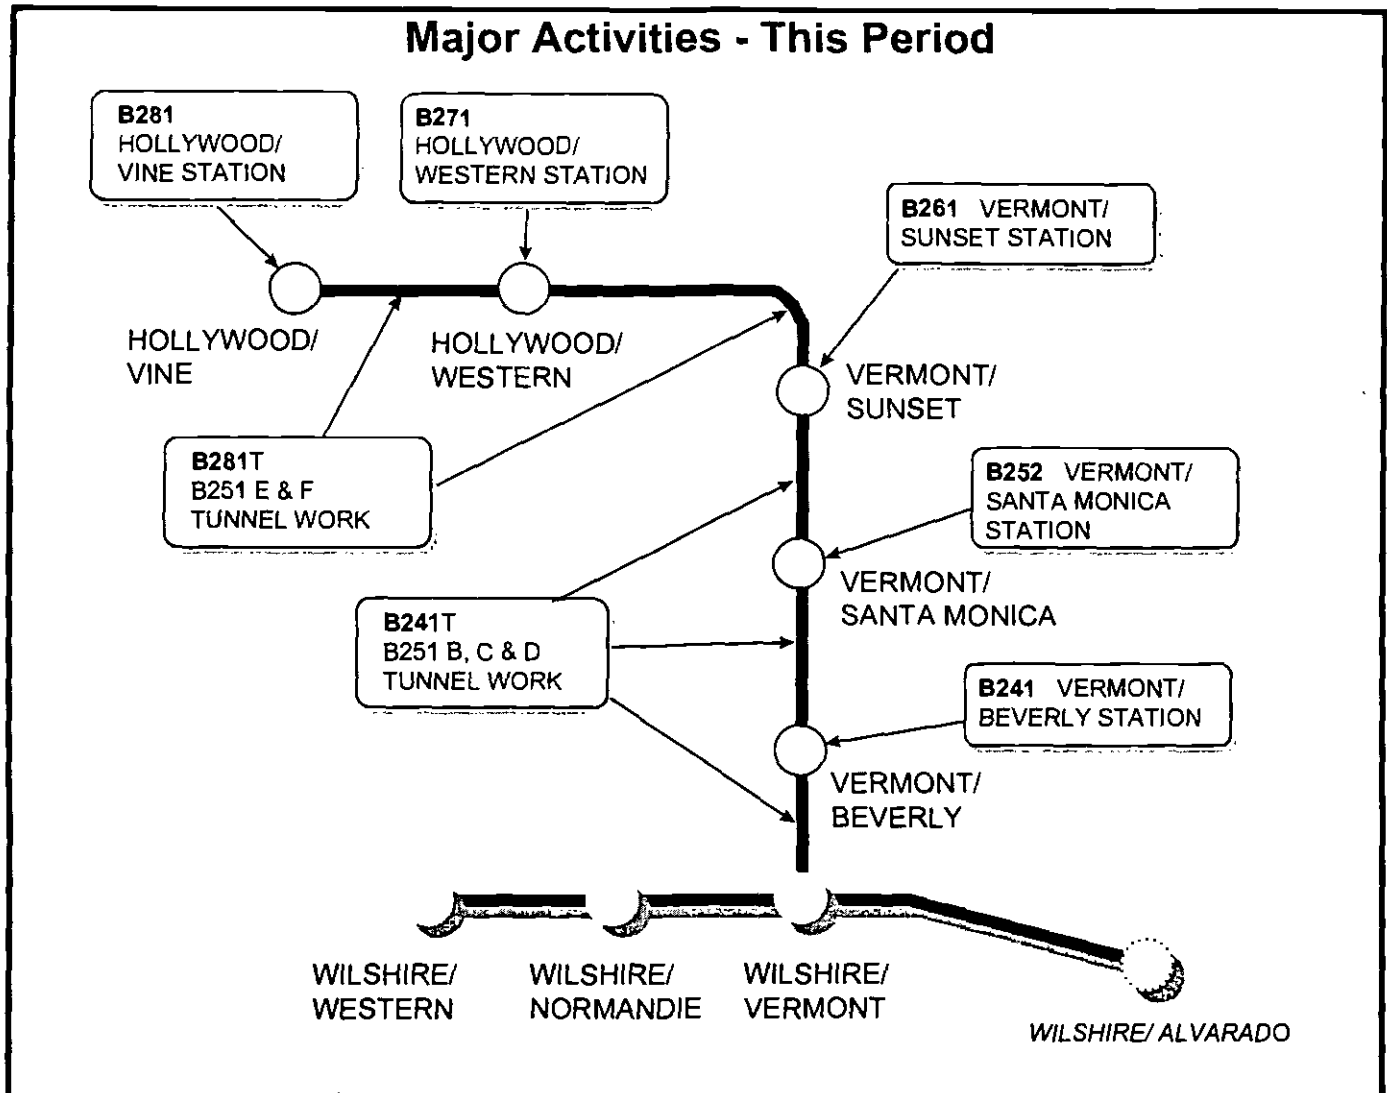 Major Activities - This Period
B281
HOLLYWOOD/
VINE STATION
B271
HOLLYWOOD/
WESTERN STATION
B261 VERMONT/
SUNSET STATION
HOLLYWOOD/
VINE
HOLLYWOOD/
WESTERN
VERMONT/
SUNSET
B281T
B251 E & F
TUNNEL WORK
B252 VERMONT/
SANTA MONICA
STATION
VERMONT/
SANTA MONICA
B241T
B251 B, C & D
TUNNEL WORK
B241 VERMONT/
BEVERLY STATION
VERMONT/
BEVERLY
WILSHIRE/
WESTERN
WILSHIRE/
NORMANDIE
WILSHIRE/
VERMONT
WILSHIRE/ ALVARADO